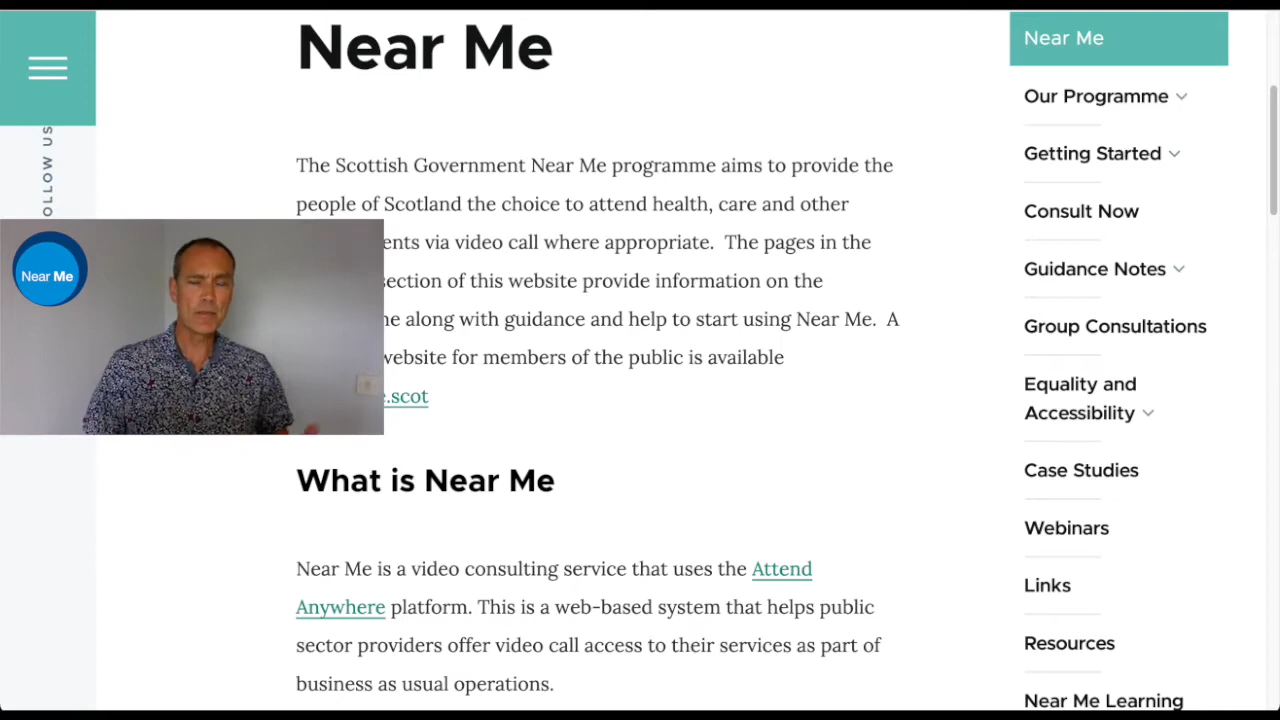 Near Me
The Scottish Government Near Me programme aims to provide the
people of Scotland the choice to attend health, care and other
ents via video call where appropriate. The pages in the
section of this website provide information on the
along with guidance and help to start using Near Me. A
website for members of the public is available
.scot
What is Near Me
Near Me is a video consulting service that uses the Attend
Anywhere platform. This is a web-based system that helps public
sector providers offer video call access to their services as part of
business as usual operations.
OLLOW US
Near Me
Near Me
Our Programme
Getting Started
Consult Now
Guidance Notes
Group Consultations
Equality and
Accessibility
Case Studies
Webinars
Links
Resources
Near Me Learning